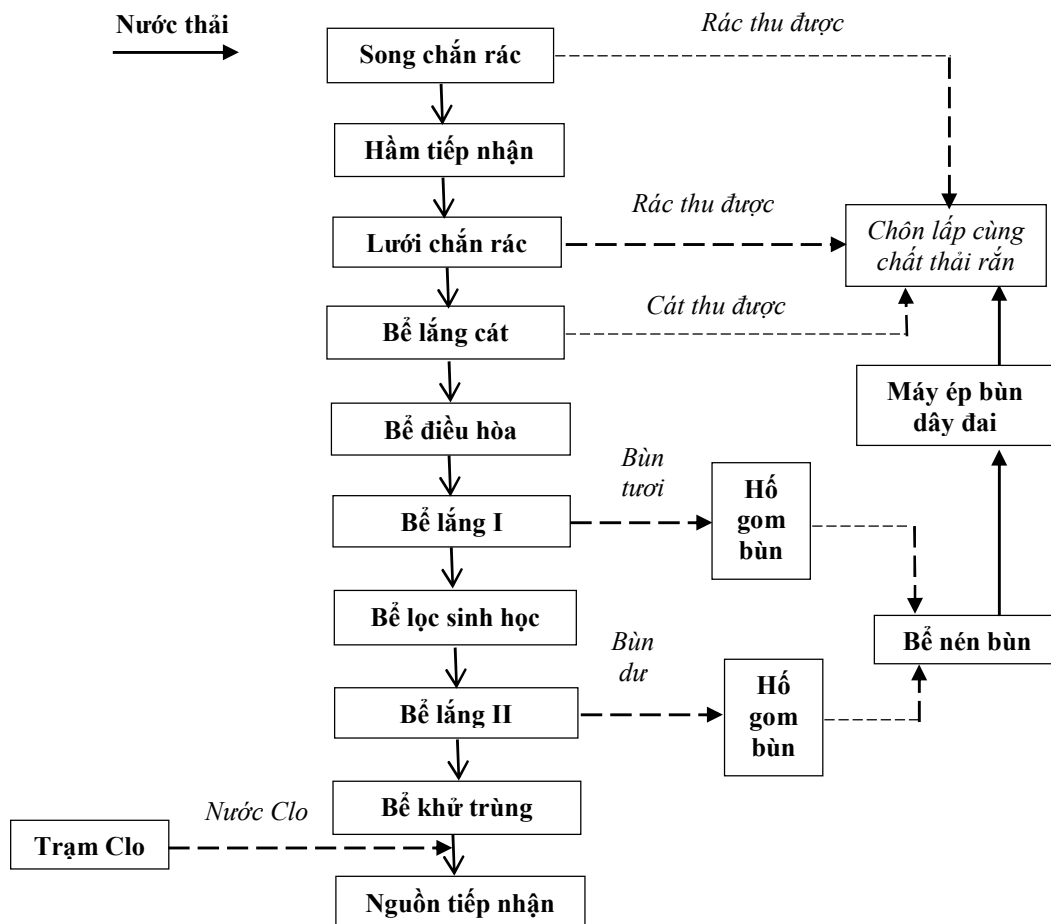 Nước thải
Rác thu được
Song chắn rác
Hầm tiếp nhận
Rác thu được
Lưới chắn rác
Chôn lấp cùng
chất thải rắn
Cát thu được
Bể lắng cát
Máy ép bùn
dây đai
Bể điều hòa
Bùn
tươi
Hố
gom
bùn
Bể lắng I
Bể lọc sinh học
Bể nén bùn
Bùn
dư
Hố
gom
bùn
Bể lắng II
Bể khử trùng
Nước Clo
Trạm Clo
Nguồn tiếp nhận